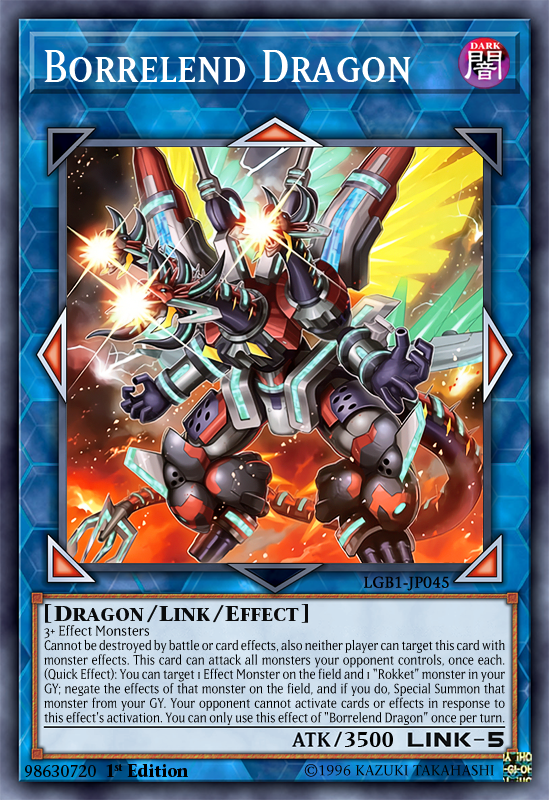 Borrelend Dragon
DARK
闇
LGB1-JP045
[Dragon/Link/Effect]
3+ Effect Monsters
Cannot be destroyed by battle or card effects, also neither player can target this card with
monster effects. This card can attack all monsters your opponent controls, once each.
(Quick Effect): You can target 1 Effect Monster on the field and 1 "Rokket" monster in your
GY; negate the effects of that monster on the field, and if you do, Special Summon that
monster from your GY. Your opponent cannot activate cards or effects in response to
this effect's activation. You can only use this effect of "Borrelend Dragon" once per turn.
ATK/3500 LINK-5
98630720 1st Edition ©1996 KAZUKI TAKAHASHI